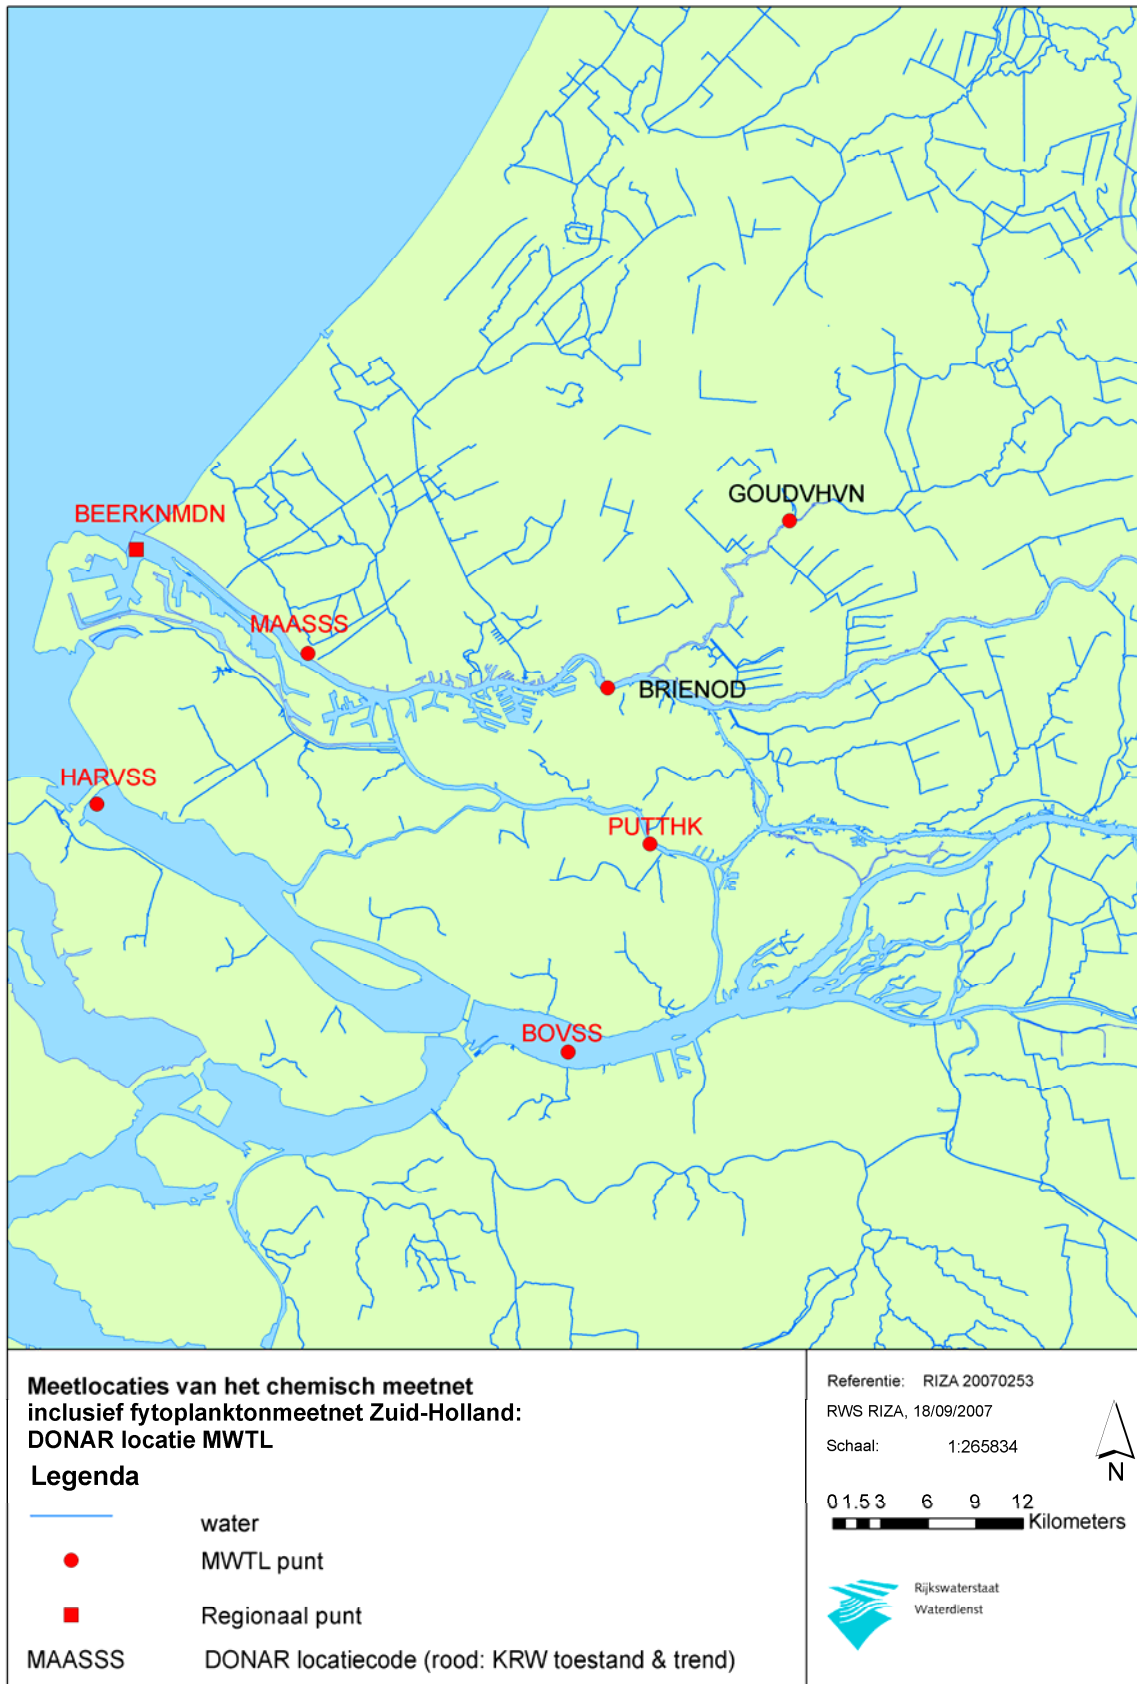 GOUDVHVN
BEERKNMDN
MAASSS
BRIENOD
HARVSS
PUTTHK
BOVSS
Meetlocaties van het chemisch meetnet
inclusief fytoplanktonmeetnet Zuid-Holland:
DONAR locatie MWTL
Legenda
water
MWTL punt
Regionaal punt
MAASSS DONAR locatiecode (rood: KRW toestand & trend)
Referentie: RIZA 20070253
RWS RIZA, 18/09/2007
Schaal: 1:265834
N
0 1.5 3 6 9 12
Kilometers
Rijkswaterstaat
Waterdienst